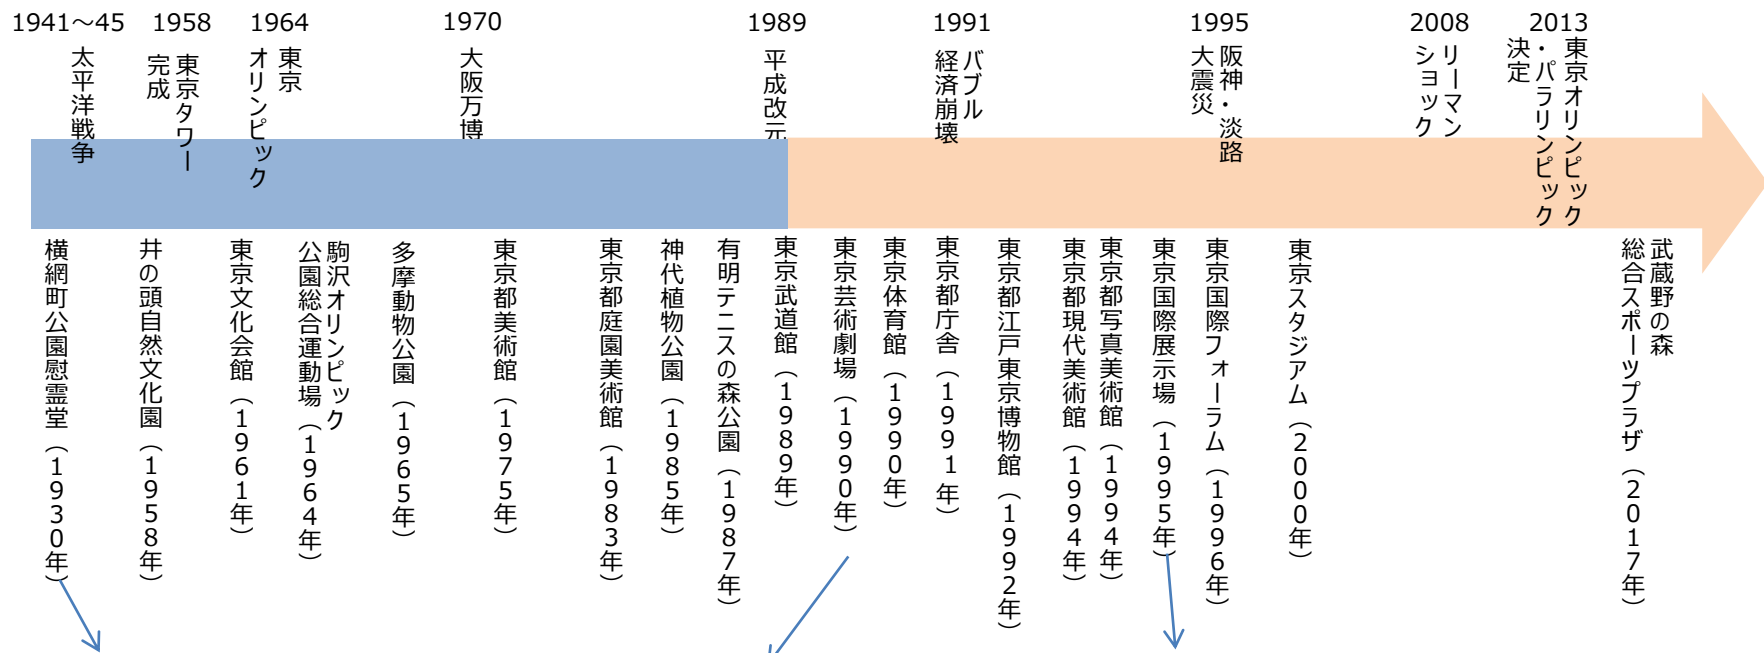 1941～45
太平洋戦争
1958
東京タワー
完成
1964
東京
オリンピック
1970
大阪万博
1989
平成改元
1991
バブル
経済崩壊
1995
阪神・淡路
大震災
2008
リーマン
ショック
2013
東京オリンピック
・パラリンピック
決定
横網町公園慰霊堂（1930年）
井の頭自然文化園（1958年）
東京文化会館（1961年）
駒沢オリンピック
公園総合運動場（1964年）
多摩動物公園（1965年）
東京都美術館（1975年）
東京都庭園美術館（1983年）
神代植物公園（1985年）
有明テニスの森公園（1987年）
東京武道館（1989年）
東京芸術劇場（1990年）
東京体育館（1990年）
東京都庁舎（1991年）
東京都江戸東京博物館（1992年）
東京都現代美術館（1994年）
東京都写真美術館（1994年）
東京国際展示場（1995年）
東京国際フォーラム（1996年）
東京スタジアム（2000年）
武蔵野の森
総合スポーツプラザ（2017年）